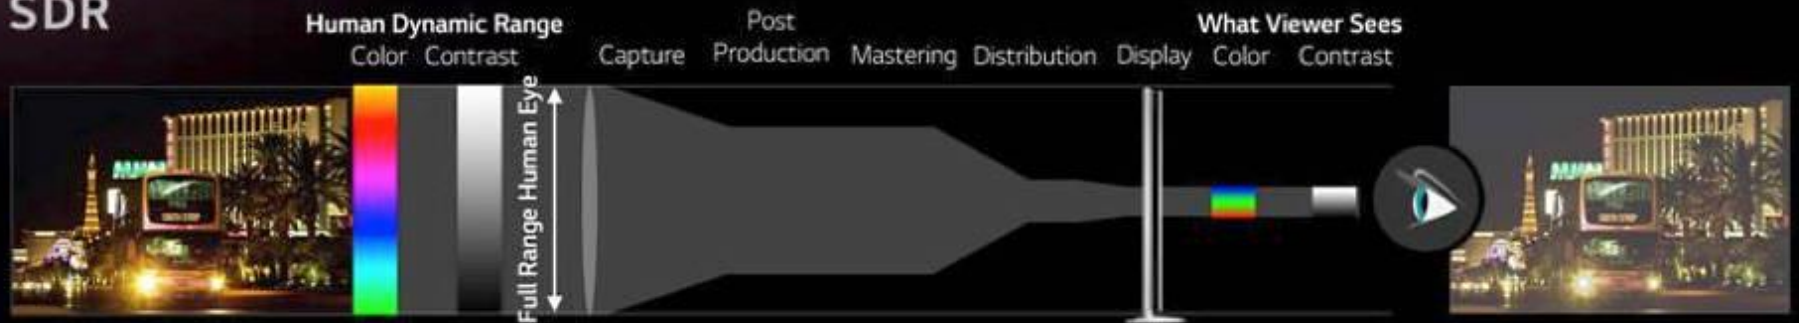 SDR
Human Dynamic Range
Color Contrast
Full Range Human Eye
Capture
Post
Production
Mastering
Distribution
Display
What Viewer Sees
Color Contrast